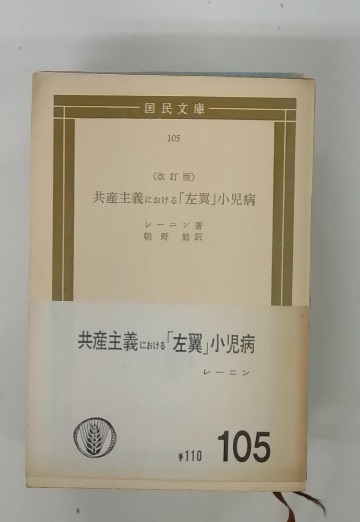 国民文庫
105
(改訂版)
共産主義における「左翼」小児病
レーニン著
朝野勉訳
共産主義における「左翼」小児病
レーニン
¥110
105